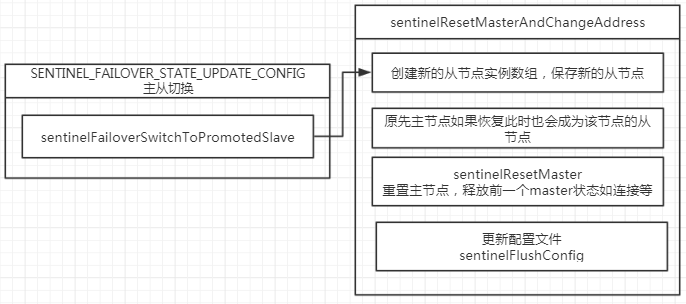 SENTINEL_FAILOVER_STATE_UPDATE_CONFIG
主从切换
sentinelFailoverSwitchToPromotedSlave
sentinelResetMasterAndChangeAddress
创建新的从节点实例数组，保存新的从节点
原先主节点如果恢复此时也会成为该节点的从
节点
sentinelResetMaster
重置主节点，释放前一个master状态如连接等
更新配置文件
sentinelFlushConfig